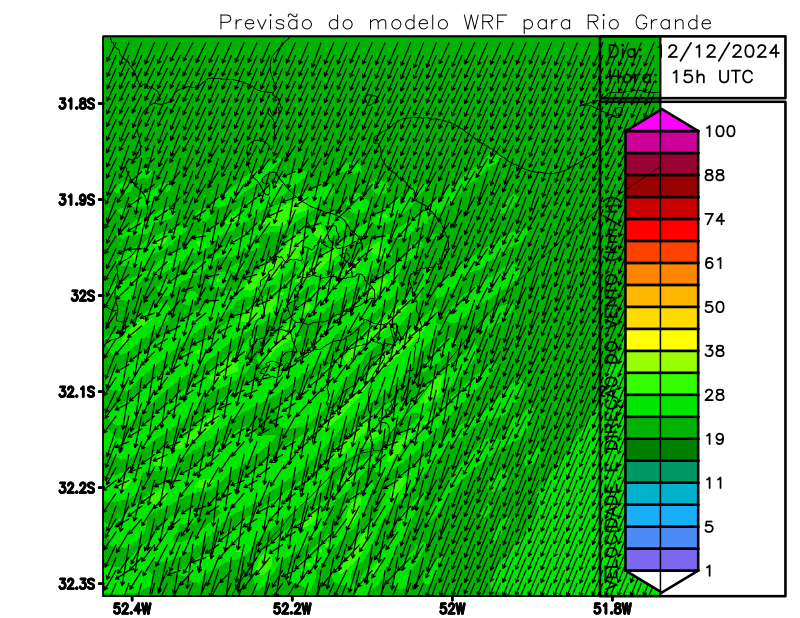 Previsão do modelo WRF para Rio Grande
Dia: 12/12/2024
Hora: 15h UTC
31.8S
31.9S
32S
32.1S
32.2S
32.3S
52.4W
52.2W
52W
51.8W
VELOCIDADE E DIREÇÃO DO VENTO (km/h)
100
88
74
61
50
38
28
19
11
5
1